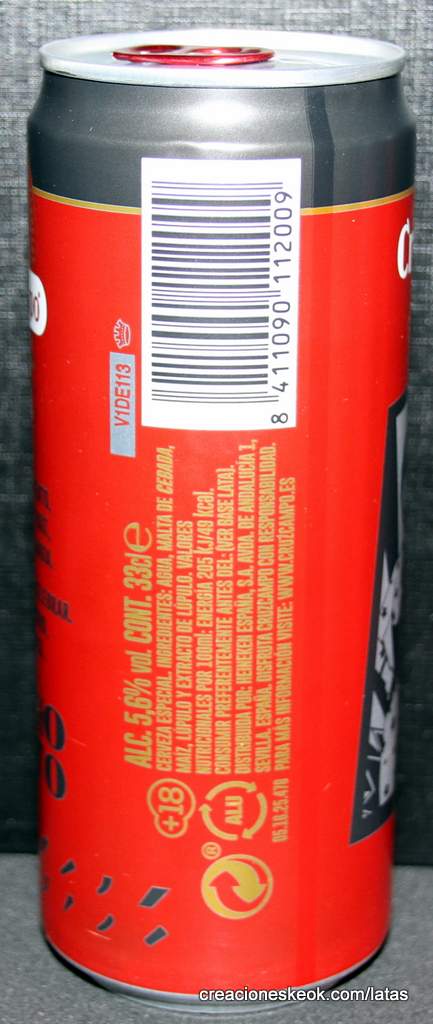 8 411090 112009
V1DE113
ALC. 5,6% vol. CONT. 33cl e
CERVEZA ESPECIAL. INGREDIENTES: AGUA, MALTA DE CEBADA,
MAÍZ, LÚPULO Y EXTRACTO DE LÚPULO. VALORES
NUTRICIONALES POR 100ml: ENERGÍA, 205 kJ/49 kcal.
CONSUMO PREFERENTEMENTE ANTES DEL: (VER BASE LATA).
DISTRIBUIDA POR: HEINEKEN ESPAÑA, S.A. AVDA. DE ANDALUCÍA 1,
SEVILLA, ESPAÑA. DISFRUTA CRUZCAMPO CON RESPONSABILIDAD.
PARA MÁS INFORMACIÓN VISITE: WWW.CRUZCAMPO.ES
+18
ALU
05.10.25.470
®
creacioneskeok.com/latas